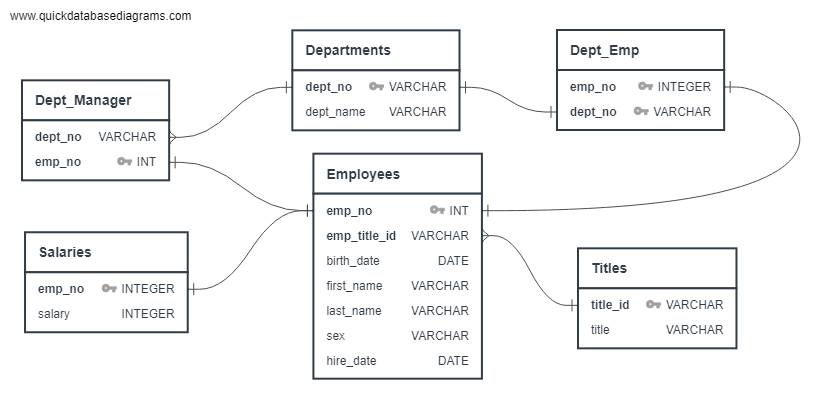 www.quickdatabasediagrams.com
Departments
dept_no VARCHAR
dept_name VARCHAR
Dept_Emp
emp_no INTEGER
dept_no VARCHAR
Dept_Manager
dept_no VARCHAR
emp_no INT
Employees
emp_no INT
emp_title_id VARCHAR
birth_date DATE
first_name VARCHAR
last_name VARCHAR
sex VARCHAR
hire_date DATE
Salaries
emp_no INTEGER
salary INTEGER
Titles
title_id VARCHAR
title VARCHAR